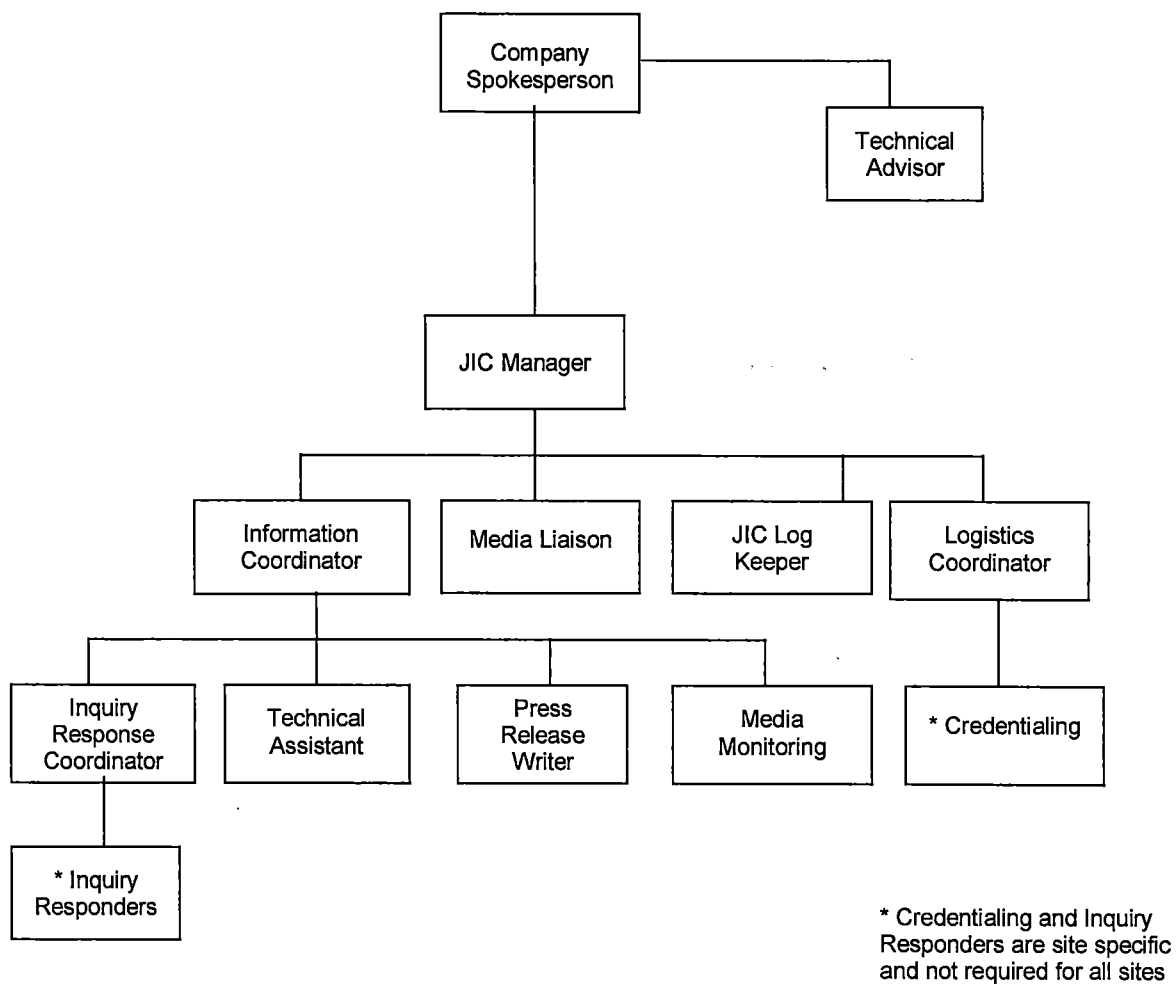 Company
Spokesperson
Technical
Advisor
JIC Manager
Information
Coordinator
Media Liaison
JIC Log
Keeper
Logistics
Coordinator
Inquiry
Response
Coordinator
Technical
Assistant
Press
Release
Writer
Media
Monitoring
* Credentialing
* Inquiry
Responders
* Credentialing and Inquiry
Responders are site specific
and not required for all sites